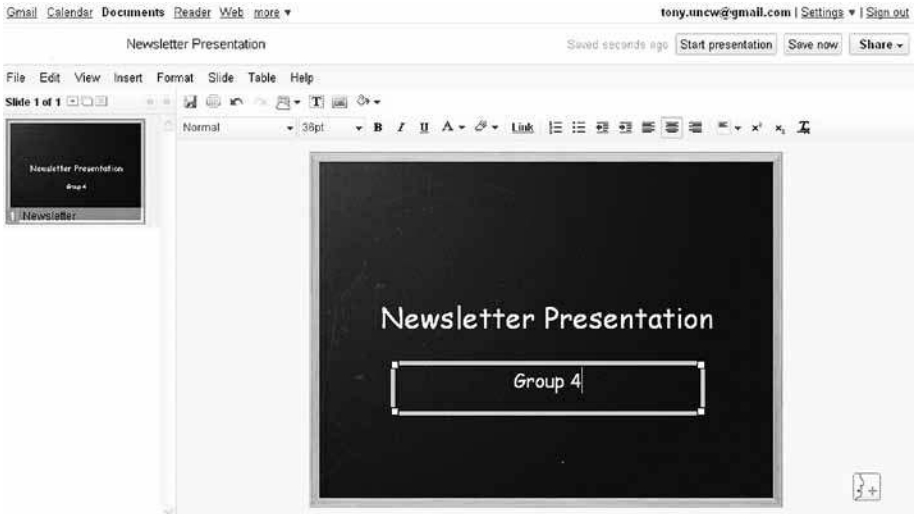 Gmail Calendar Documents Reader Web more ▼ tony.uncw@gmail.com | Settings ▼ | Sign out
Newsletter Presentation Saved seconds ago Start presentation Save now Share
File Edit View Insert Format Slide Table Help
Slide 1 of 1
Normal 36pt B I U A Link
Newsletter Presentation
Group 4
1 Newsletter
Newsletter Presentation
Group 4